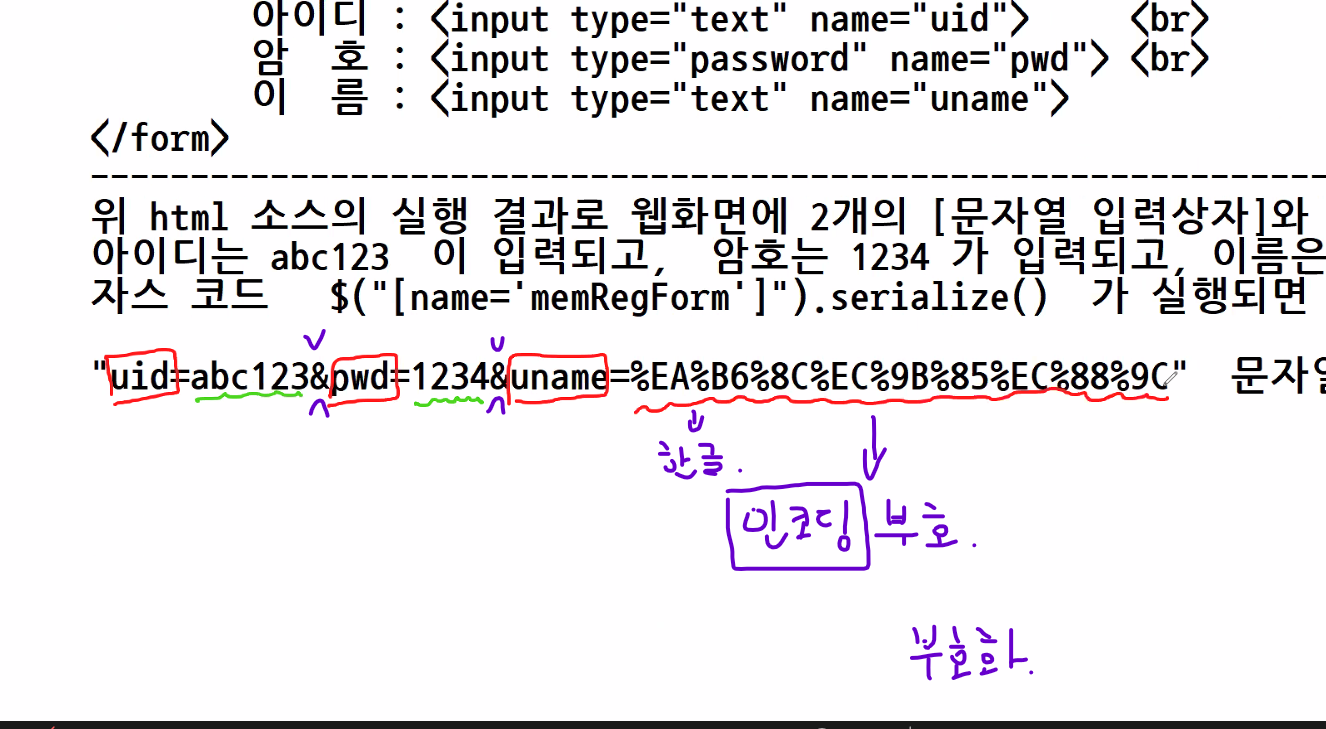 아이디 : <input type="text" name="uid"> <br>
암 호 : <input type="password" name="pwd"> <br>
이 름 : <input type="text" name="uname">
</form>
--------------------------------------------------------------
위 html 소스의 실행 결과로 웹화면에 2개의 [문자열 입력상자]와
아이디는 abc123 이 입력되고, 암호는 1234 가 입력되고, 이름은
자스 코드 $("[name='memRegForm']").serialize() 가 실행되면
"uid=abc123&pwd=1234&uname=%EA%B6%8C%EC%9B%85%EC%88%9C" 문자열
한글.
인코딩 부호.
부호화.